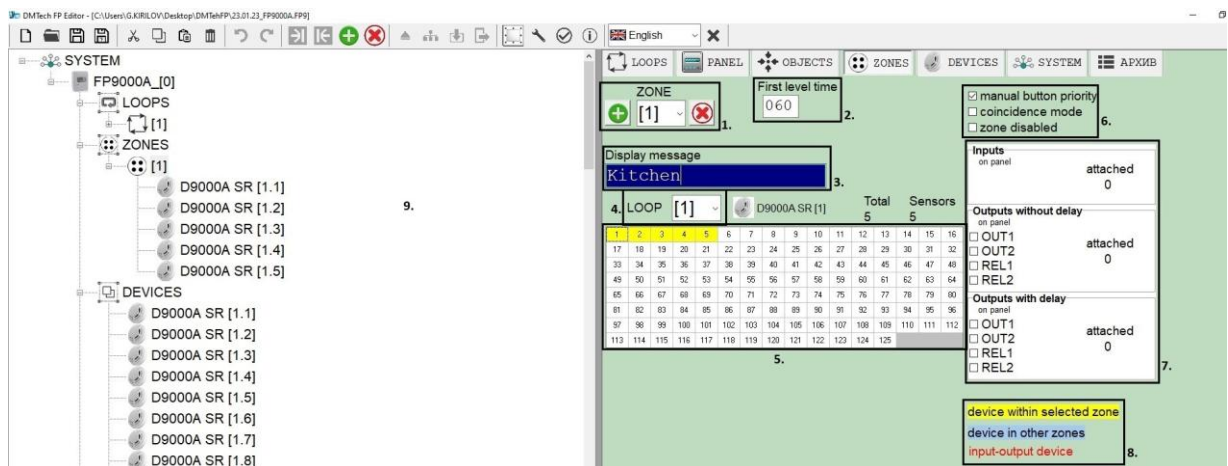 DMTech FP Editor - [C:\Users\G.KIRILOV\Desktop\DMTehFP\23.01.23_FP9000A.FP9]
English
SYSTEM
FP9000A_[0]
LOOPS
[1]
ZONES
[1]
D9000A SR [1.1]
D9000A SR [1.2]
D9000A SR [1.3]
D9000A SR [1.4]
D9000A SR [1.5]
DEVICES
D9000A SR [1.1]
D9000A SR [1.2]
D9000A SR [1.3]
D9000A SR [1.4]
D9000A SR [1.5]
D9000A SR [1.6]
D9000A SR [1.7]
D9000A SR [1.8]
9.
LOOPS PANEL OBJECTS ZONES DEVICES SYSTEM АРХИВ
ZONE
[1]
1.
First level time
060
2.
Display message
Kitchen
3.
4. LOOP [1] D9000A SR [1]
Total Sensors
5 5
1 2 3 4 5 6 7 8 9 10 11 12 13 14 15 16
17 18 19 20 21 22 23 24 25 26 27 28 29 30 31 32
33 34 35 36 37 38 39 40 41 42 43 44 45 46 47 48
49 50 51 52 53 54 55 56 57 58 59 60 61 62 63 64
65 66 67 68 69 70 71 72 73 74 75 76 77 78 79 80
81 82 83 84 85 86 87 88 89 90 91 92 93 94 95 96
97 98 99 100 101 102 103 104 105 106 107 108 109 110 111 112
113 114 115 116 117 118 119 120 121 122 123 124 125
5.
manual button priority
coincidence mode
zone disabled
6.
Inputs
on panel
attached
0
Outputs without delay
on panel
OUT1
OUT2
REL1
REL2
attached
0
Outputs with delay
on panel
OUT1
OUT2
REL1
REL2
attached
0
7.
device within selected zone
device in other zones
input-output device
8.